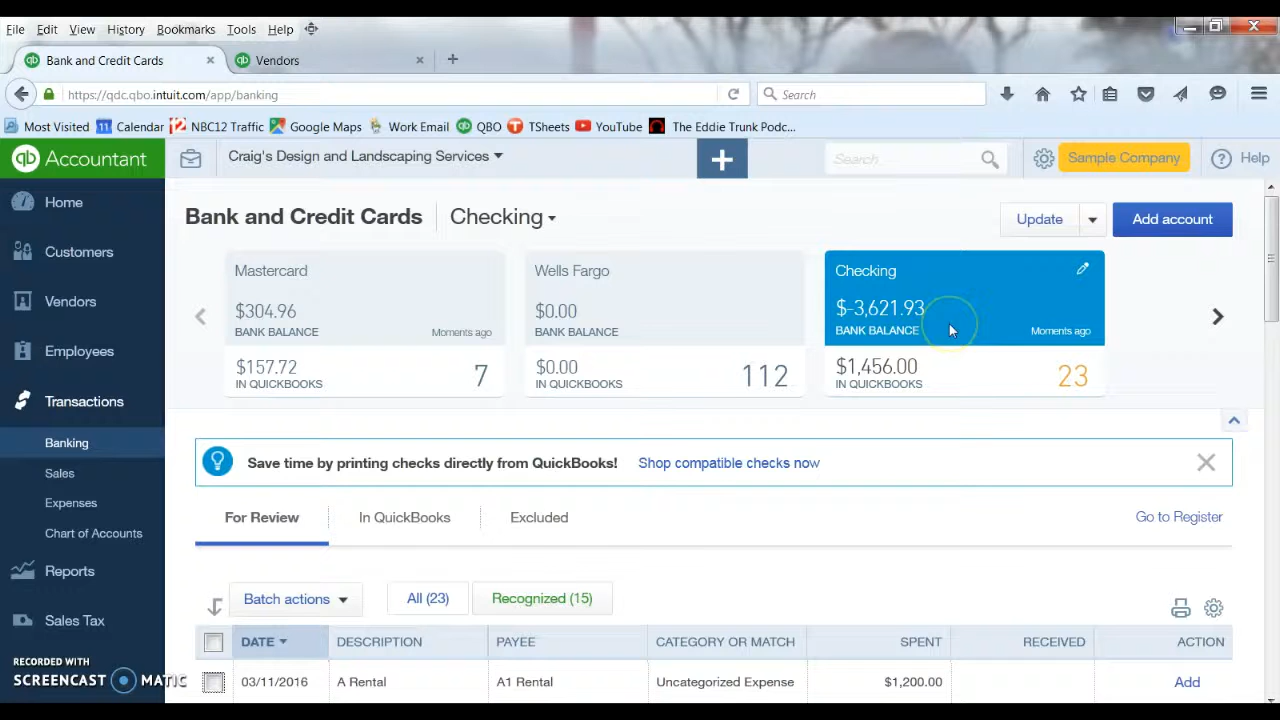 File Edit View History Bookmarks Tools Help
Bank and Credit Cards × Vendors × +
https://qdc.qbo.intuit.com/app/banking Search
Most Visited 11 Calendar 12 NBC12 Traffic Google Maps Work Email QBO TSheets YouTube The Eddie Trunk Podc...
qb Accountant Craig's Design and Landscaping Services + Search... Sample Company ? Help
Home
Customers
Vendors
Employees
Transactions
Banking
Sales
Expenses
Chart of Accounts
Reports
Sales Tax
RECORDED WITH
SCREENCAST MATIC
Bank and Credit Cards Checking Update Add account
Mastercard
$304.96
BANK BALANCE Moments ago
$157.72
IN QUICKBOOKS 7
Wells Fargo
$0.00
BANK BALANCE
$0.00
IN QUICKBOOKS 112
Checking
$-3,621.93
BANK BALANCE Moments ago
$1,456.00
IN QUICKBOOKS 23
Save time by printing checks directly from QuickBooks! Shop compatible checks now
For Review In QuickBooks Excluded Go to Register
Batch actions All (23) Recognized (15)
DATE DESCRIPTION PAYEE CATEGORY OR MATCH SPENT RECEIVED ACTION
03/11/2016 A Rental A1 Rental Uncategorized Expense $1,200.00 Add